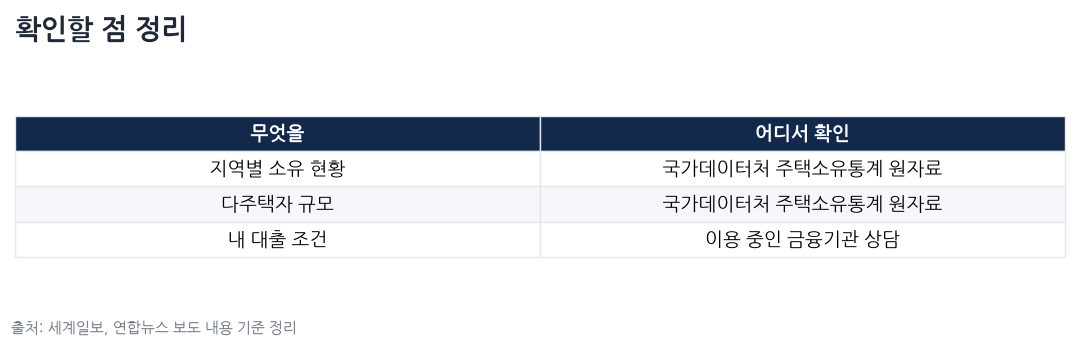 확인할 점 정리
무엇을 어디서 확인
지역별 소유 현황 국가데이터처 주택소유통계 원자료
다주택자 규모 국가데이터처 주택소유통계 원자료
내 대출 조건 이용 중인 금융기관 상담
출처: 세계일보, 연합뉴스 보도 내용 기준 정리